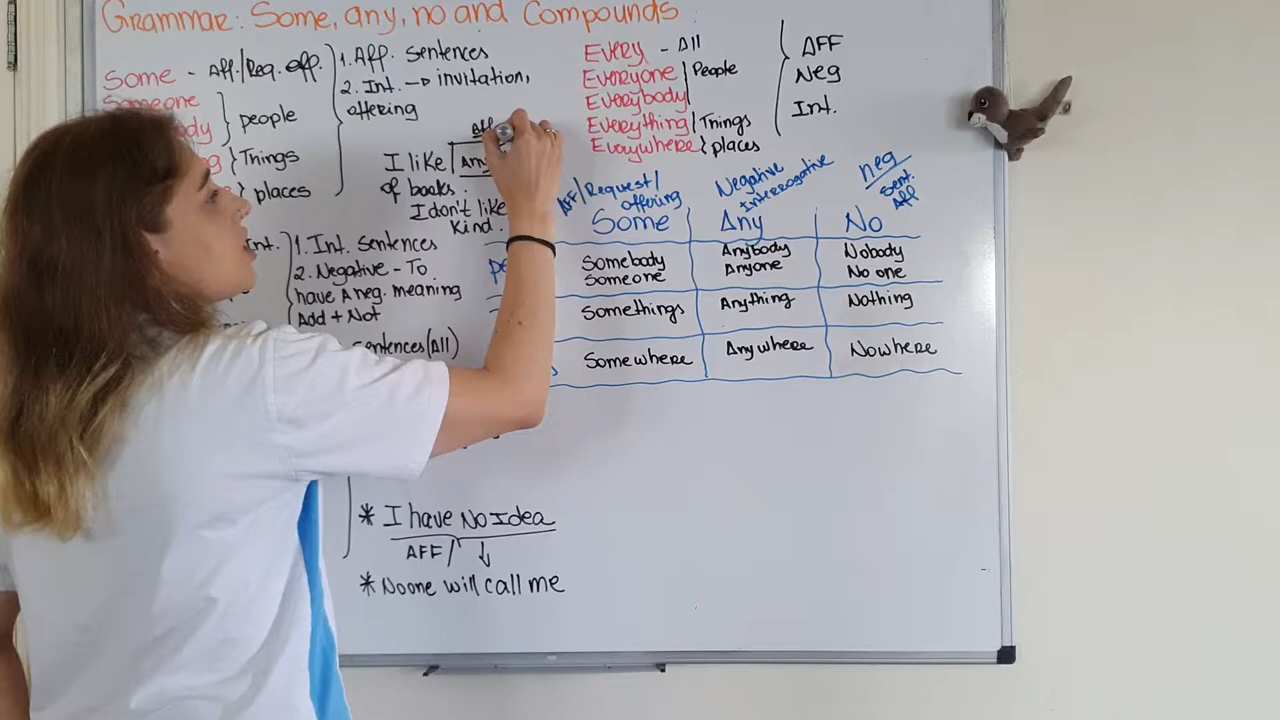 Grammar: Some, any, no and Compounds
Some - Aff./Req. off.
Someone
people
Things
places
1. Aff. sentences
2. Int. → invitation,
offering
I like
of books.
I don't like
kind.
Int.
1. Int. sentences
2. Negative - To
have A neg. meaning
Add + Not
sentences (All)
* I have No Idea
AFF/ ↓
* Noone will call me
Every - All
Everyone
Everybody
People
Everything Things
Everywhere places
AFF
Neg
Int.
AFF/Request/
offering
Negative
Interrogative
neg
sent.
Aff
Some Any No
Somebody Anybody Nobody
Someone Anyone No one
Somethings Anything Nothing
Somewhere Anywhere Nowhere